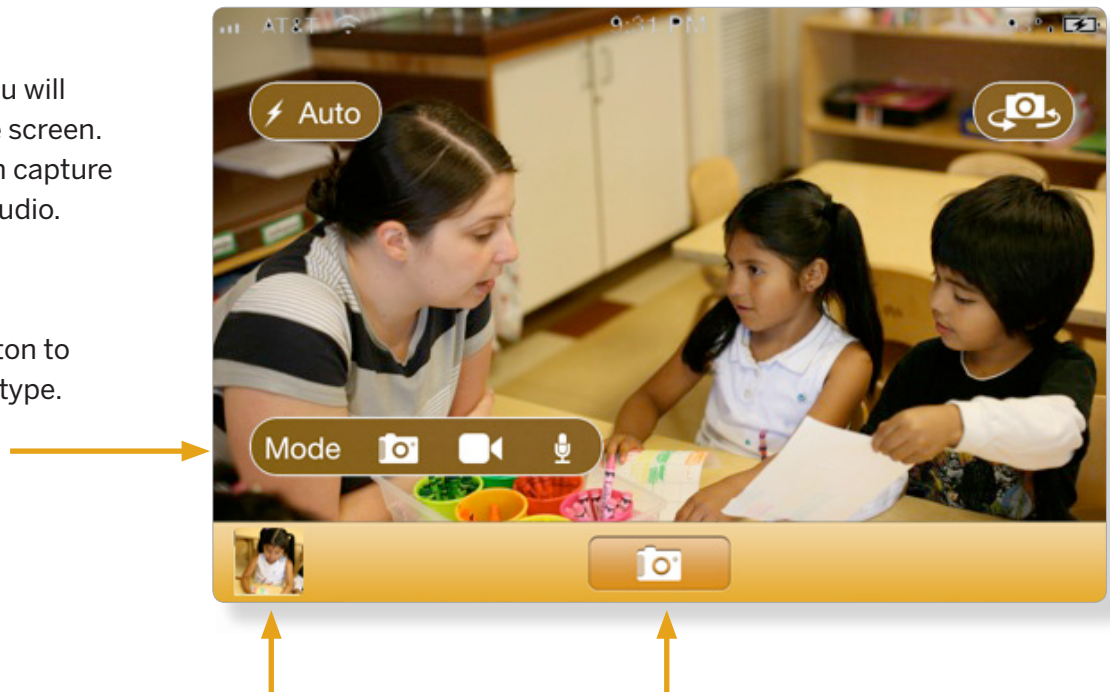 u will
e screen.
n capture
udio.
ton to
type.
AT&T 9:31 PM
Auto
Mode